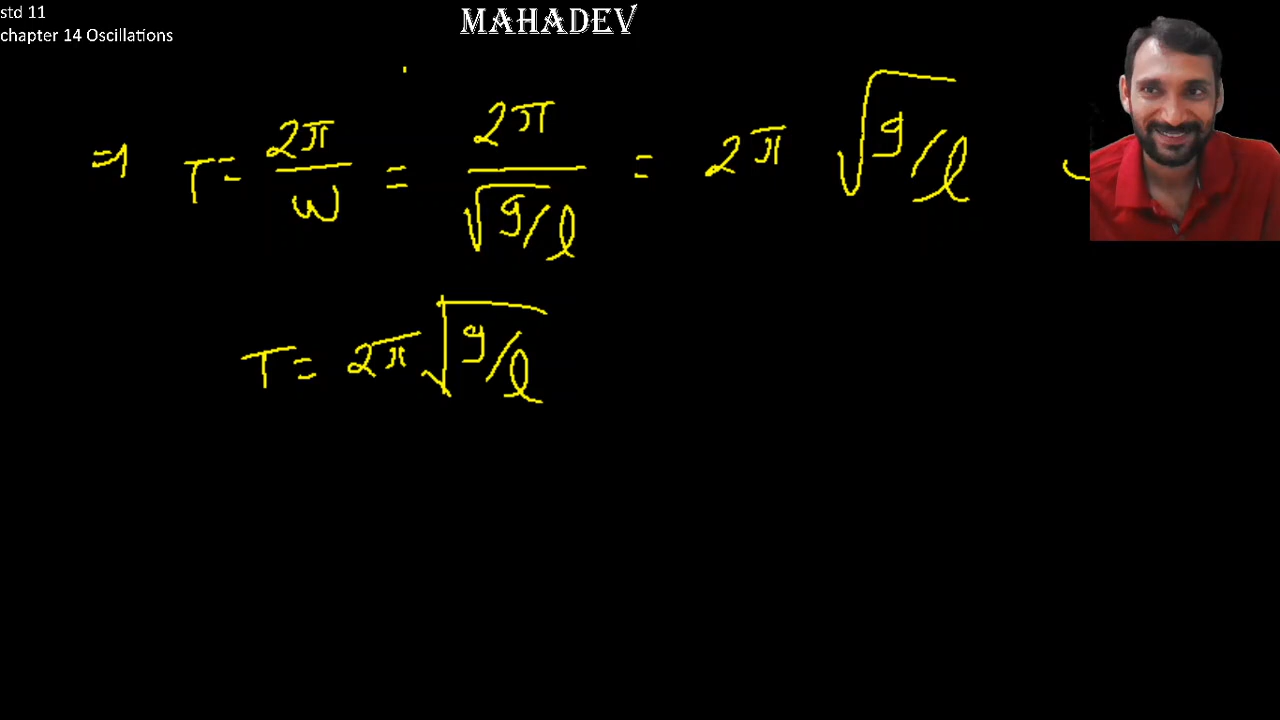 std 11
chapter 14 Oscillations
MAHADEV
⇒ T = 2π/ω = 2π/√(g/l) = 2π √(g/l)
T = 2π √(g/l)